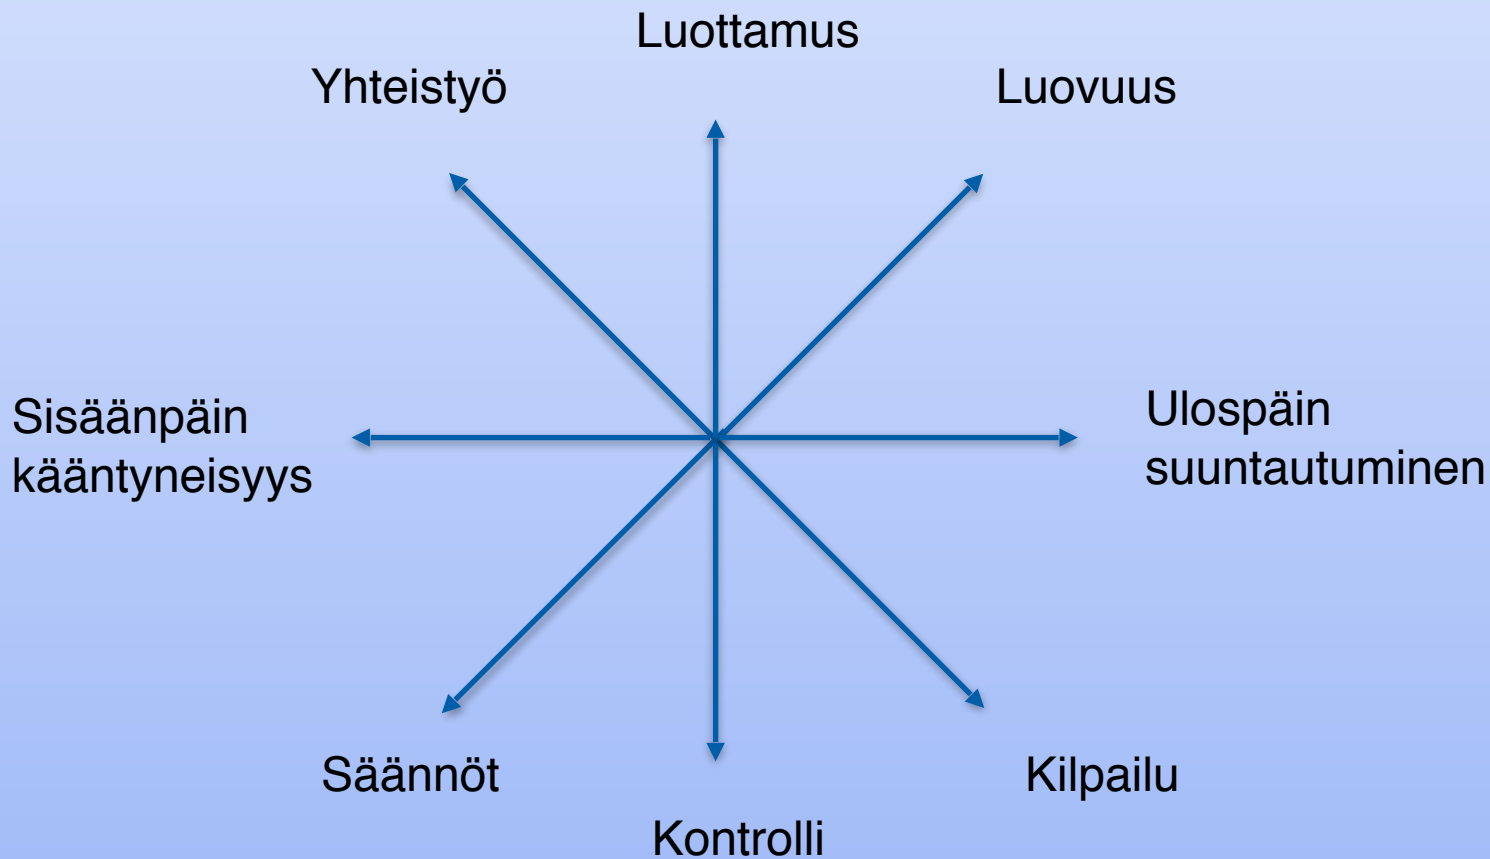 Luottamus
Yhteistyö
Luovuus
Sisäänpäin
kääntyneisyys
Ulospäin
suuntautuminen
Säännöt
Kilpailu
Kontrolli